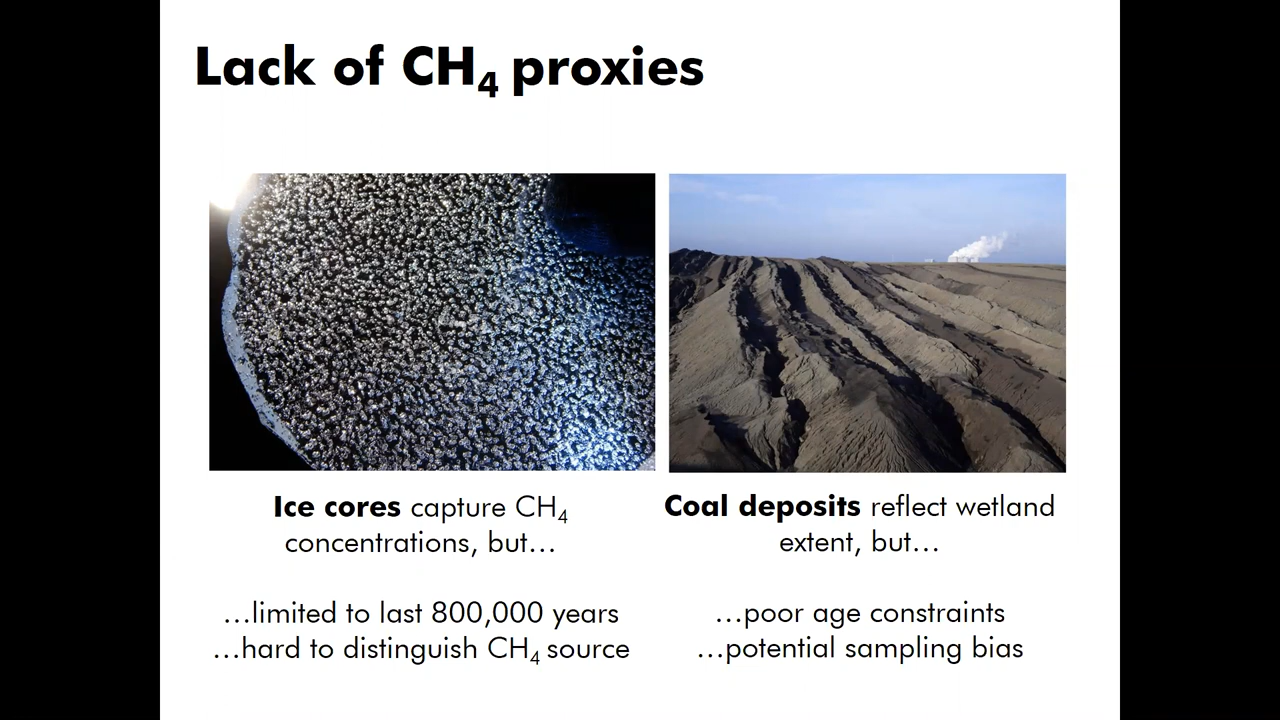 Lack of CH₄ proxies
Ice cores capture CH₄
concentrations, but…
…limited to last 800,000 years
…hard to distinguish CH₄ source
Coal deposits reflect wetland
extent, but…
…poor age constraints
…potential sampling bias